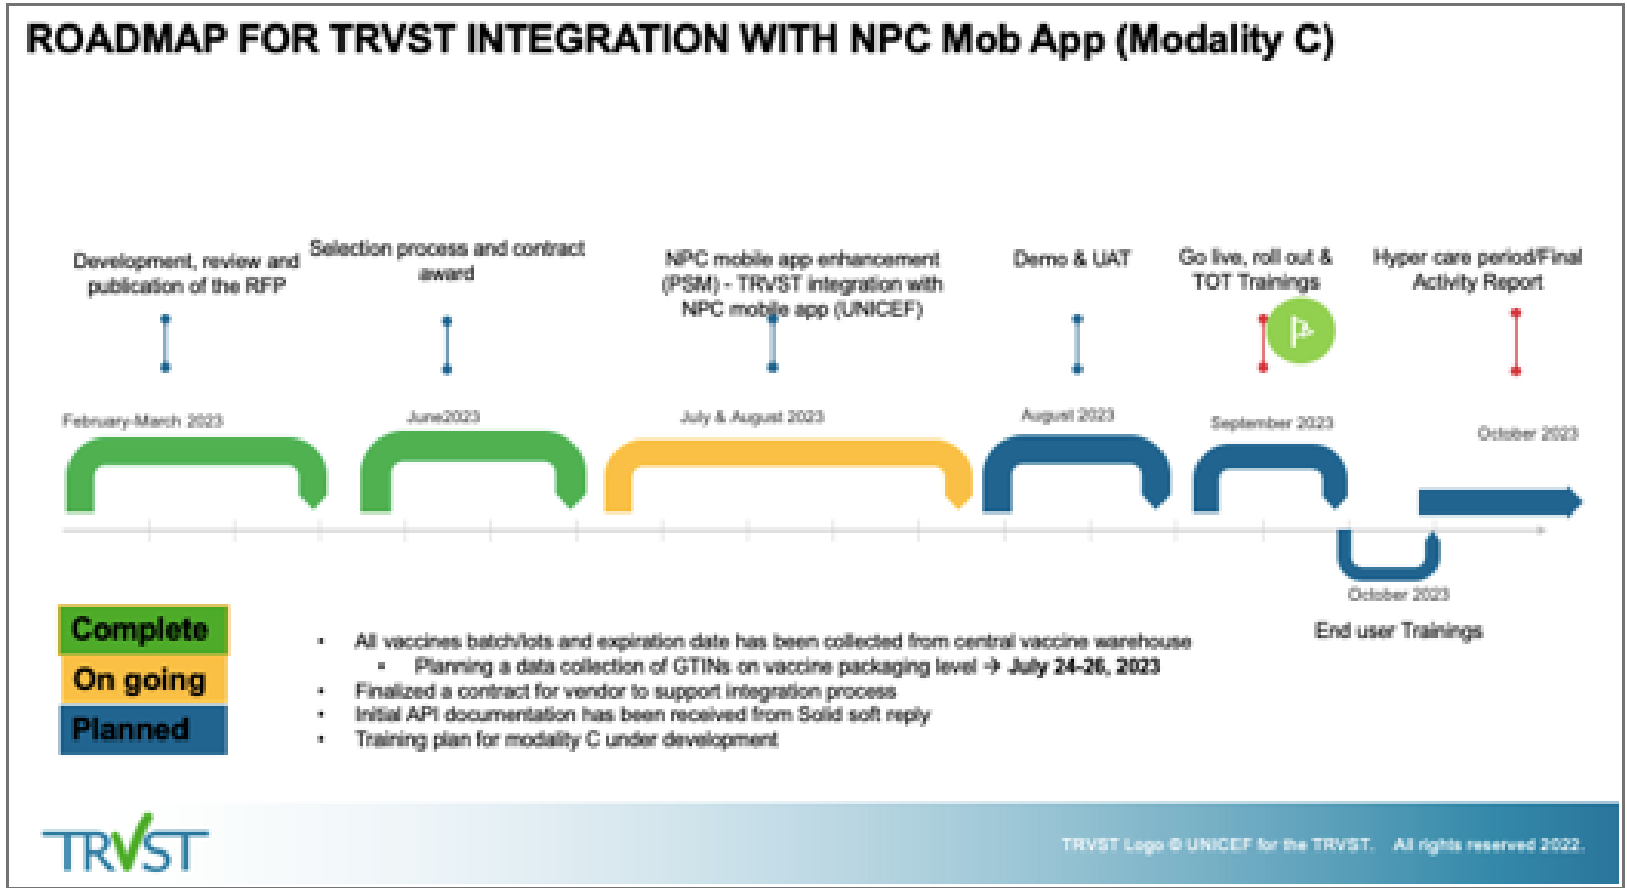 ROADMAP FOR TRVST INTEGRATION WITH NPC Mob App (Modality C)
Development, review and
publication of the RFP
Selection process and contract
award
NPC mobile app enhancement
(PSM) - TRVST integration with
NPC mobile app (UNICEF)
Demo & UAT
Go live, roll out &
TOT Trainings
Hyper care period/Final
Activity Report
February-March 2023
June2023
July & August 2023
August 2023
September 2023
October 2023
October 2023
End user Trainings
Complete
On going
Planned
• All vaccines batch/lots and expiration date has been collected from central vaccine warehouse
• Planning a data collection of GTINs on vaccine packaging level → July 24-26, 2023
• Finalized a contract for vendor to support integration process
• Initial API documentation has been received from Solid soft reply
• Training plan for modality C under development
TRVST
TRVST Logo © UNICEF for the TRVST. All rights reserved 2022.